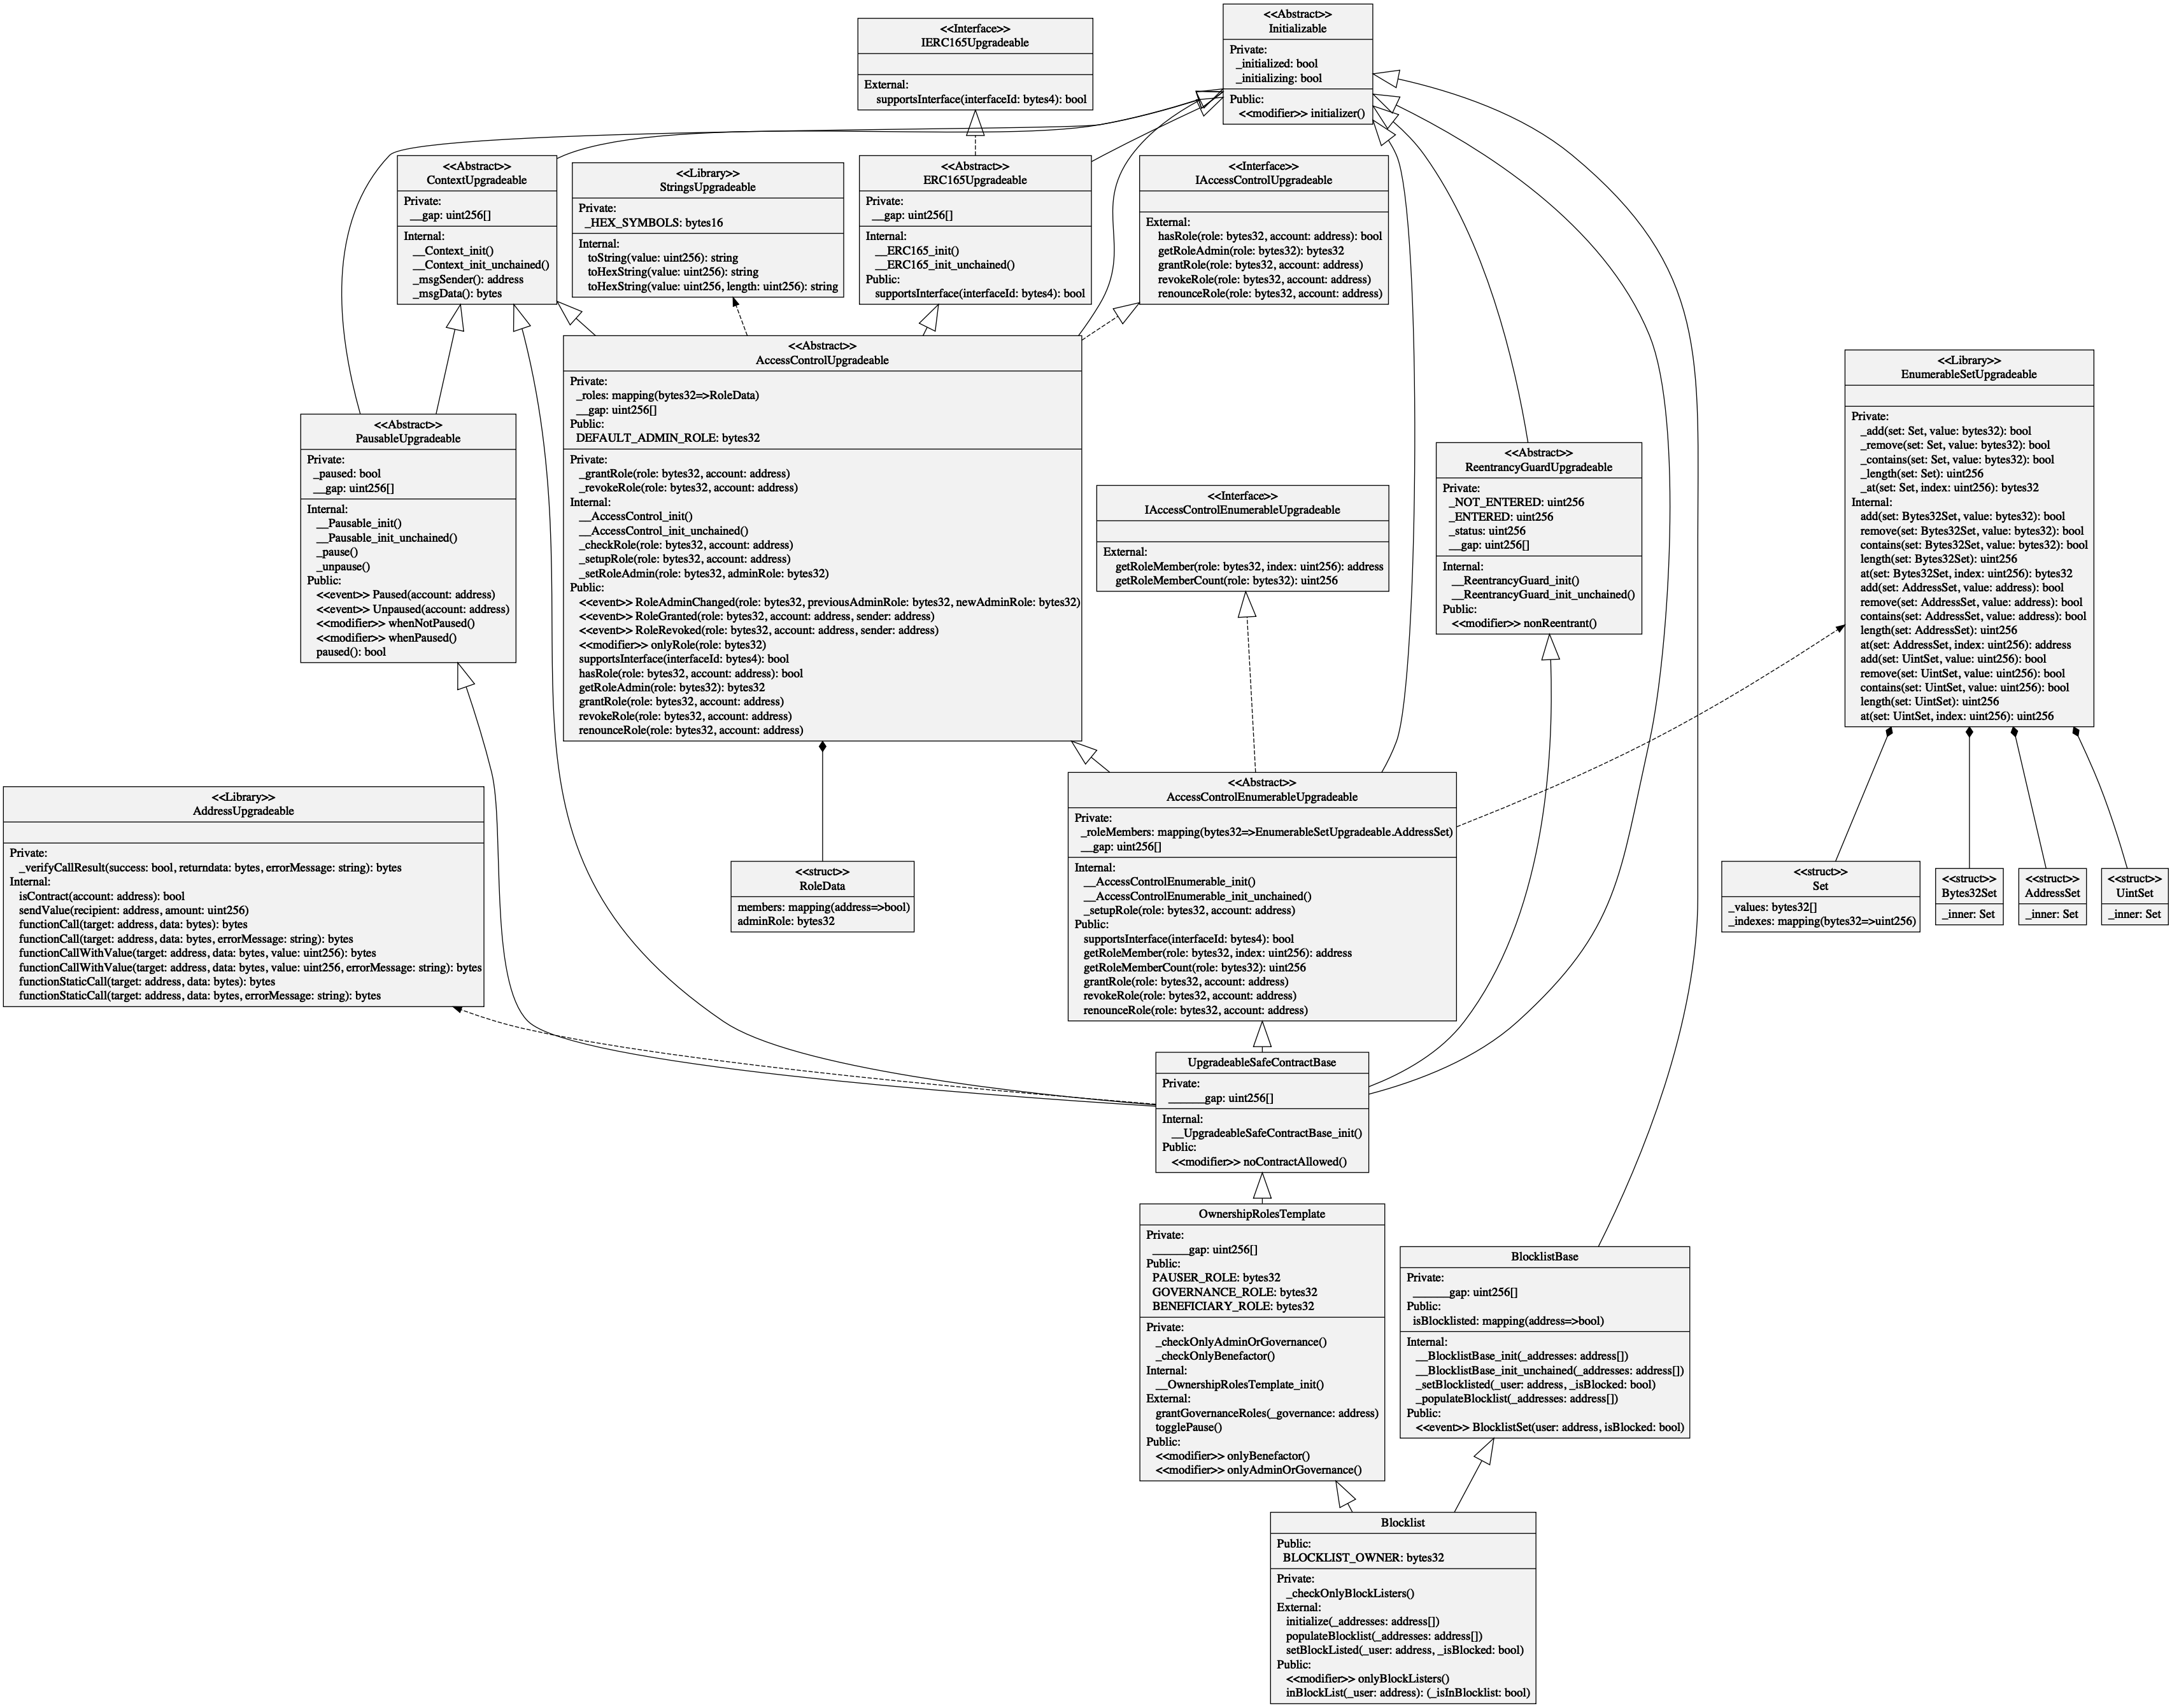 <<Interface>>
IERC165Upgradeable
External:
supportsInterface(interfaceId: bytes4): bool
<<Abstract>>
Initializable
Private:
_initialized: bool
_initializing: bool
Public:
<<modifier>> initializer()
<<Abstract>>
ContextUpgradeable
Private:
__gap: uint256[]
Internal:
__Context_init()
__Context_init_unchained()
_msgSender(): address
_msgData(): bytes
<<Library>>
StringsUpgradeable
Private:
_HEX_SYMBOLS: bytes16
Internal:
toString(value: uint256): string
toHexString(value: uint256): string
toHexString(value: uint256, length: uint256): string
<<Abstract>>
ERC165Upgradeable
Private:
__gap: uint256[]
Internal:
__ERC165_init()
__ERC165_init_unchained()
Public:
supportsInterface(interfaceId: bytes4): bool
<<Interface>>
IAccessControlUpgradeable
External:
hasRole(role: bytes32, account: address): bool
getRoleAdmin(role: bytes32): bytes32
grantRole(role: bytes32, account: address)
revokeRole(role: bytes32, account: address)
renounceRole(role: bytes32, account: address)
<<Abstract>>
PausableUpgradeable
Private:
_paused: bool
__gap: uint256[]
Internal:
__Pausable_init()
__Pausable_init_unchained()
_pause()
_unpause()
Public:
<<event>> Paused(account: address)
<<event>> Unpaused(account: address)
<<modifier>> whenNotPaused()
<<modifier>> whenPaused()
paused(): bool
<<Abstract>>
AccessControlUpgradeable
Private:
_roles: mapping(bytes32=>RoleData)
__gap: uint256[]
Public:
DEFAULT_ADMIN_ROLE: bytes32
Private:
_grantRole(role: bytes32, account: address)
_revokeRole(role: bytes32, account: address)
Internal:
__AccessControl_init()
__AccessControl_init_unchained()
_checkRole(role: bytes32, account: address)
_setupRole(role: bytes32, account: address)
_setRoleAdmin(role: bytes32, adminRole: bytes32)
Public:
<<event>> RoleAdminChanged(role: bytes32, previousAdminRole: bytes32, newAdminRole: bytes32)
<<event>> RoleGranted(role: bytes32, account: address, sender: address)
<<event>> RoleRevoked(role: bytes32, account: address, sender: address)
<<modifier>> onlyRole(role: bytes32)
supportsInterface(interfaceId: bytes4): bool
hasRole(role: bytes32, account: address): bool
getRoleAdmin(role: bytes32): bytes32
grantRole(role: bytes32, account: address)
revokeRole(role: bytes32, account: address)
renounceRole(role: bytes32, account: address)
<<Interface>>
IAccessControlEnumerableUpgradeable
External:
getRoleMember(role: bytes32, index: uint256): address
getRoleMemberCount(role: bytes32): uint256
<<Abstract>>
ReentrancyGuardUpgradeable
Private:
_NOT_ENTERED: uint256
_ENTERED: uint256
_status: uint256
__gap: uint256[]
Internal:
__ReentrancyGuard_init()
__ReentrancyGuard_init_unchained()
Public:
<<modifier>> nonReentrant()
<<Library>>
EnumerableSetUpgradeable
Private:
_add(set: Set, value: bytes32): bool
_remove(set: Set, value: bytes32): bool
_contains(set: Set, value: bytes32): bool
_length(set: Set): uint256
_at(set: Set, index: uint256): bytes32
Internal:
add(set: Bytes32Set, value: bytes32): bool
remove(set: Bytes32Set, value: bytes32): bool
contains(set: Bytes32Set, value: bytes32): bool
length(set: Bytes32Set): uint256
at(set: Bytes32Set, index: uint256): bytes32
add(set: AddressSet, value: address): bool
remove(set: AddressSet, value: address): bool
contains(set: AddressSet, value: address): bool
length(set: AddressSet): uint256
at(set: AddressSet, index: uint256): address
add(set: UintSet, value: uint256): bool
remove(set: UintSet, value: uint256): bool
contains(set: UintSet, value: uint256): bool
length(set: UintSet): uint256
at(set: UintSet, index: uint256): uint256
<<Library>>
AddressUpgradeable
Private:
_verifyCallResult(success: bool, returndata: bytes, errorMessage: string): bytes
Internal:
isContract(account: address): bool
sendValue(recipient: address, amount: uint256)
functionCall(target: address, data: bytes): bytes
functionCall(target: address, data: bytes, errorMessage: string): bytes
functionCallWithValue(target: address, data: bytes, value: uint256): bytes
functionCallWithValue(target: address, data: bytes, value: uint256, errorMessage: string): bytes
functionStaticCall(target: address, data: bytes): bytes
functionStaticCall(target: address, data: bytes, errorMessage: string): bytes
<<struct>>
RoleData
members: mapping(address=>bool)
adminRole: bytes32
<<Abstract>>
AccessControlEnumerableUpgradeable
Private:
_roleMembers: mapping(bytes32=>EnumerableSetUpgradeable.AddressSet)
__gap: uint256[]
Internal:
__AccessControlEnumerable_init()
__AccessControlEnumerable_init_unchained()
_setupRole(role: bytes32, account: address)
Public:
supportsInterface(interfaceId: bytes4): bool
getRoleMember(role: bytes32, index: uint256): address
getRoleMemberCount(role: bytes32): uint256
grantRole(role: bytes32, account: address)
revokeRole(role: bytes32, account: address)
renounceRole(role: bytes32, account: address)
<<struct>>
Set
_values: bytes32[]
_indexes: mapping(bytes32=>uint256)
<<struct>>
Bytes32Set
_inner: Set
<<struct>>
AddressSet
_inner: Set
<<struct>>
UintSet
_inner: Set
UpgradeableSafeContractBase
Private:
______gap: uint256[]
Internal:
__UpgradeableSafeContractBase_init()
Public:
<<modifier>> noContractAllowed()
OwnershipRolesTemplate
Private:
______gap: uint256[]
Public:
PAUSER_ROLE: bytes32
GOVERNANCE_ROLE: bytes32
BENEFICIARY_ROLE: bytes32
Private:
_checkOnlyAdminOrGovernance()
_checkOnlyBenefactor()
Internal:
__OwnershipRolesTemplate_init()
External:
grantGovernanceRoles(_governance: address)
togglePause()
Public:
<<modifier>> onlyBenefactor()
<<modifier>> onlyAdminOrGovernance()
BlocklistBase
Private:
______gap: uint256[]
Public:
isBlocklisted: mapping(address=>bool)
Internal:
__BlocklistBase_init(_addresses: address[])
__BlocklistBase_init_unchained(_addresses: address[])
_setBlocklisted(_user: address, _isBlocked: bool)
_populateBlocklist(_addresses: address[])
Public:
<<event>> BlocklistSet(user: address, isBlocked: bool)
Blocklist
Public:
BLOCKLIST_OWNER: bytes32
Private:
_checkOnlyBlockListers()
External:
initialize(_addresses: address[])
populateBlocklist(_addresses: address[])
setBlockListed(_user: address, _isBlocked: bool)
Public:
<<modifier>> onlyBlockListers()
inBlockList(_user: address): (_isInBlocklist: bool)